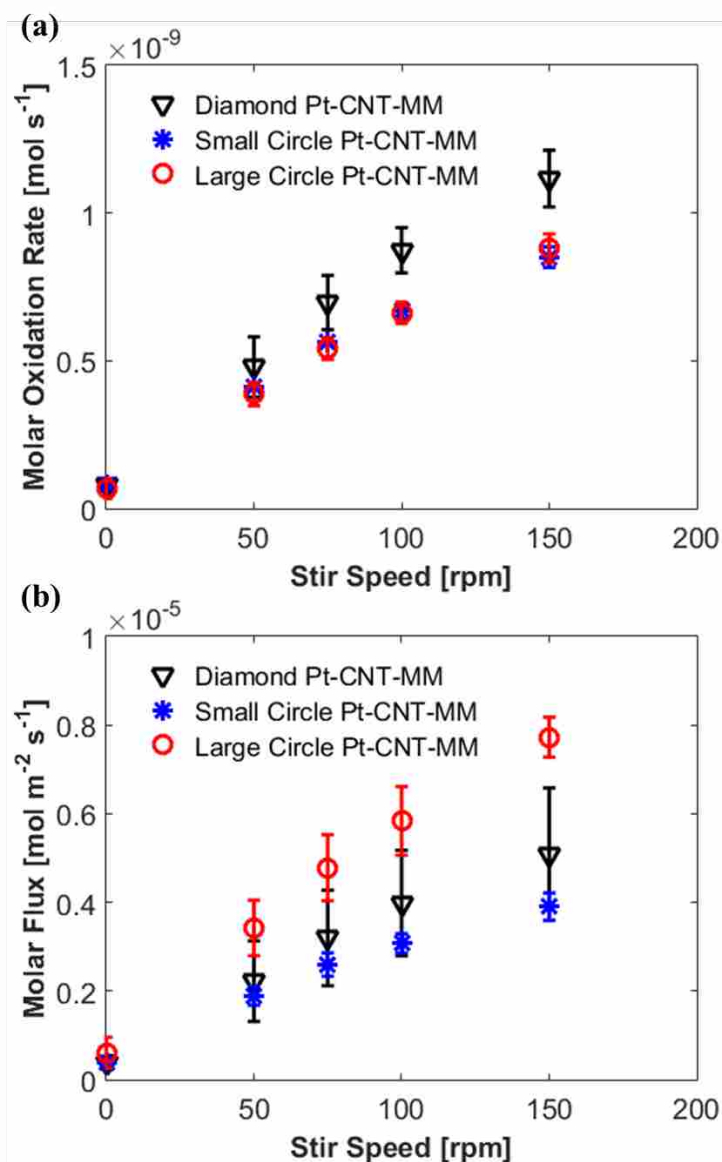 (a)
×10⁻⁹
1.5
Diamond Pt-CNT-MM
Small Circle Pt-CNT-MM
Large Circle Pt-CNT-MM
1
0.5
0
Molar Oxidation Rate [mol s⁻¹]
0 50 100 150 200
Stir Speed [rpm]
(b)
×10⁻⁵
1
Diamond Pt-CNT-MM
Small Circle Pt-CNT-MM
Large Circle Pt-CNT-MM
0.8
0.6
0.4
0.2
0
Molar Flux [mol m⁻² s⁻¹]
0 50 100 150 200
Stir Speed [rpm]